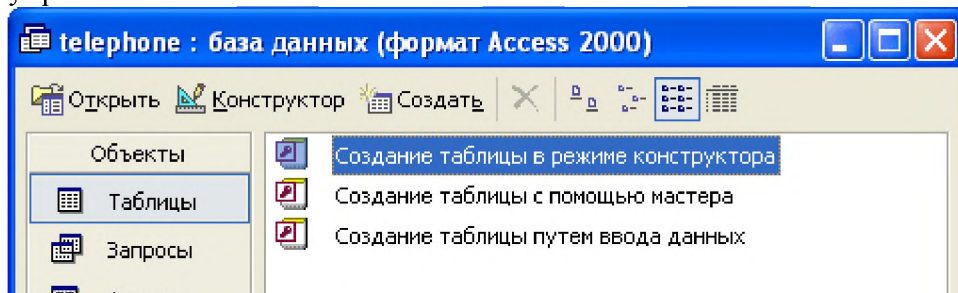 telephone : база данных (формат Access 2000)
Открыть Конструктор Создать
Объекты
Создание таблицы в режиме конструктора
Таблицы
Создание таблицы с помощью мастера
Запросы
Создание таблицы путем ввода данных